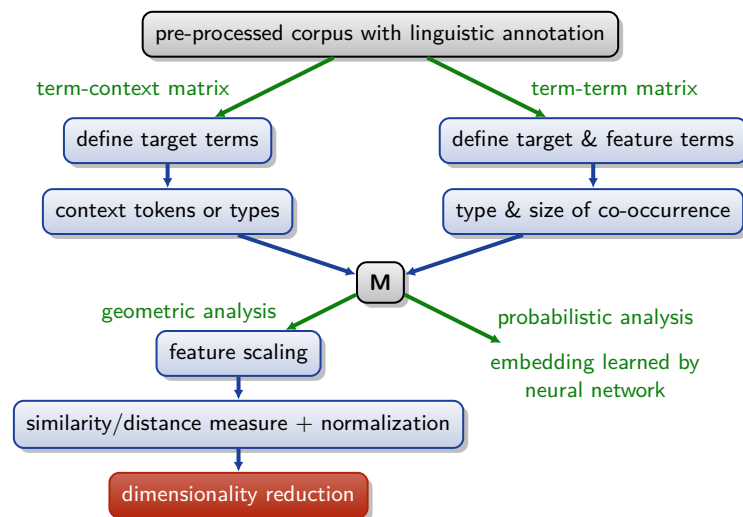 pre-processed corpus with linguistic annotation
term-context matrix
term-term matrix
define target terms
define target & feature terms
context tokens or types
type & size of co-occurrence
M
geometric analysis
probabilistic analysis
feature scaling
embedding learned by
neural network
similarity/distance measure + normalization
dimensionality reduction